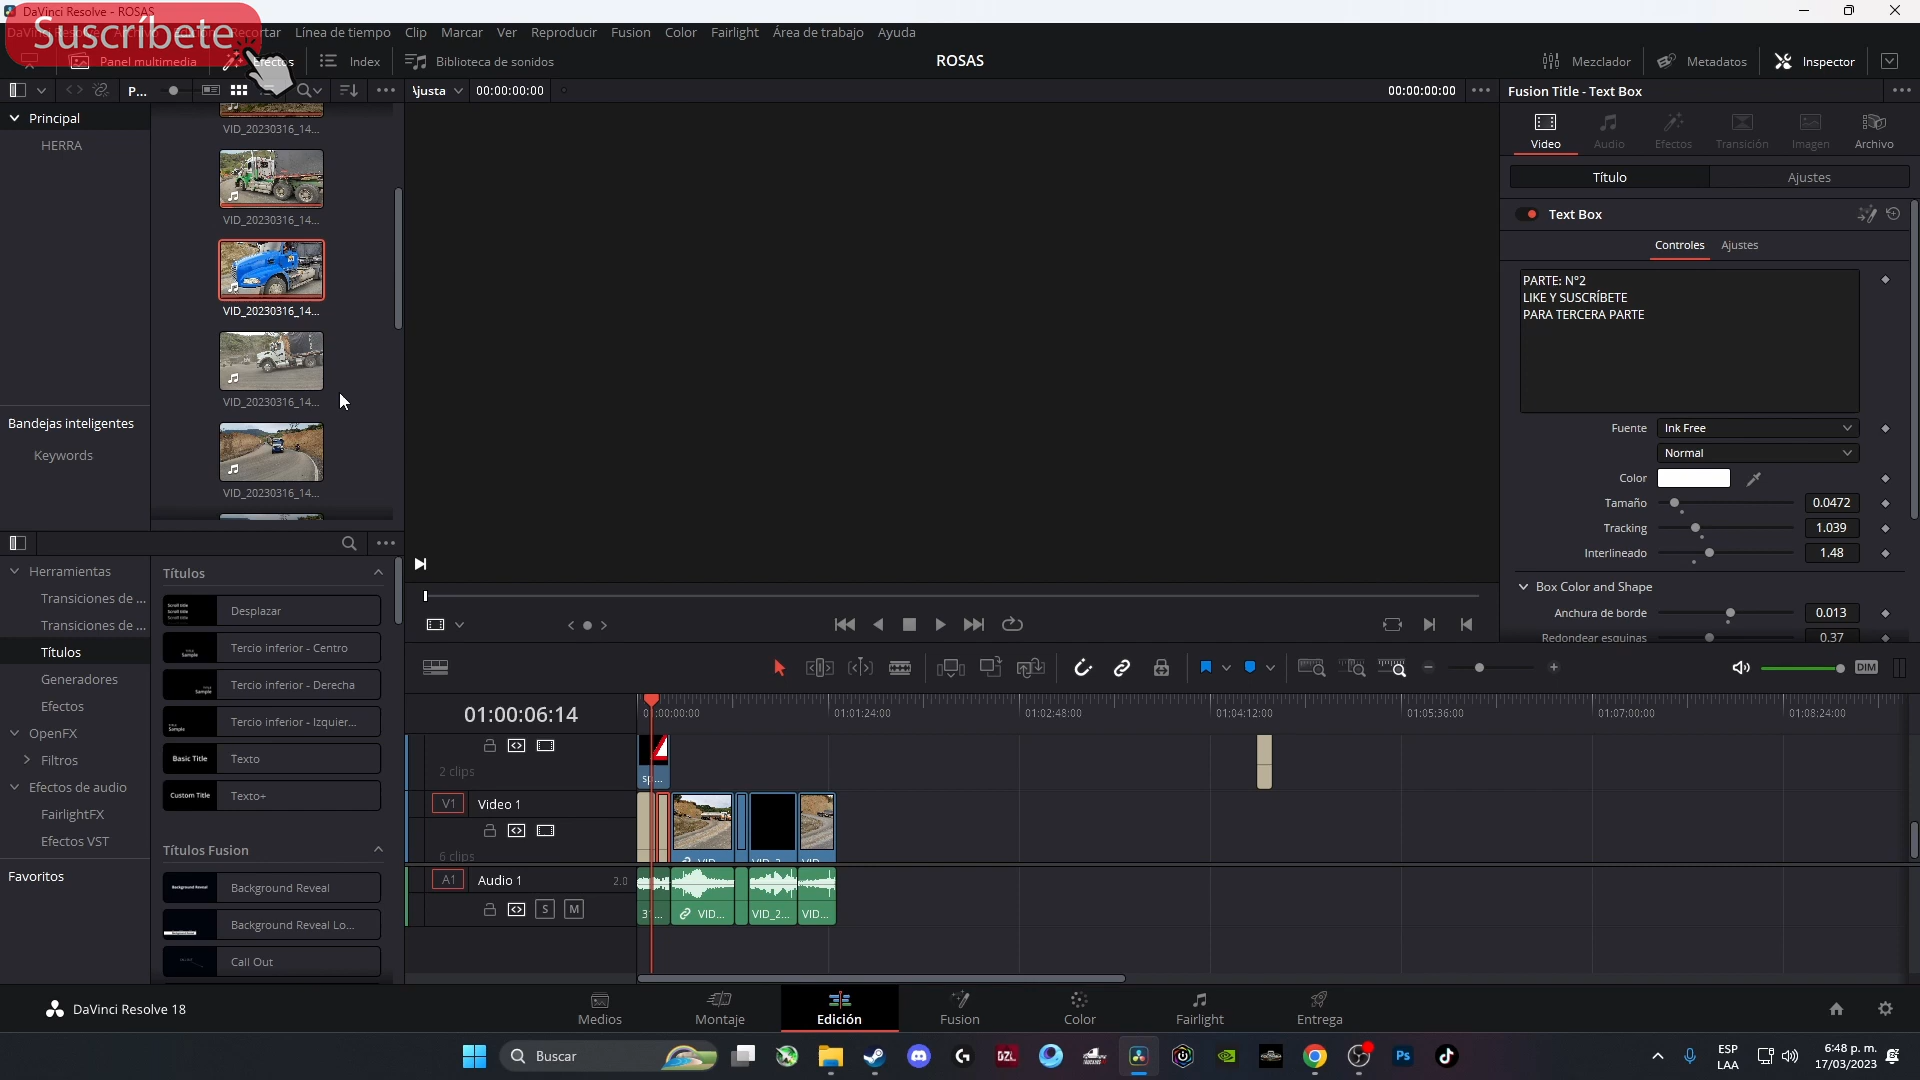 DaVinci Resolve - ROSAS
Suscríbete
Línea de tiempo Clip Marcar Ver Reproducir Fusion Color Fairlight Área de trabajo Ayuda
Panel multimedia Efectos Index Biblioteca de sonidos ROSAS Mezclador Metadatos Inspector
P... Ajusta 00:00:00:00 00:00:00:00 Fusion Title - Text Box
Principal
HERRA
VID_20230316_14...
VID_20230316_14...
VID_20230316_14...
VID_20230316_14...
VID_20230316_14...
Bandejas inteligentes
Keywords
Video Audio Efectos Transición Imagen Archivo
Título Ajustes
Text Box
Controles Ajustes
PARTE: N°2
LIKE Y SUSCRÍBETE
PARA TERCERA PARTE
Fuente Ink Free
Normal
Color
Tamaño 0.0472
Tracking 1.039
Interlineado 1.48
Box Color and Shape
Anchura de borde 0.013
Redondear esquinas 0.37
Herramientas
Transiciones de ...
Transiciones de ...
Títulos
Generadores
Efectos
OpenFX
Filtros
Efectos de audio
FairlightFX
Efectos VST
Favoritos
Títulos
Desplazar
Tercio inferior - Centro
Tercio inferior - Derecha
Tercio inferior - Izquier...
Basic Title Texto
Custom Title Texto+
Títulos Fusion
Background Reveal Background Reveal
Background Reveal Lo...
Call Out
DIM
01:00:06:14
01:00:00:00 01:01:24:00 01:02:48:00 01:04:12:00 01:05:36:00 01:07:00:00 01:08:24:00
2 clips
sp...
V1 Video 1
6 clips
A1 Audio 1 2.0
S M
VID... VID_2... VID...
DaVinci Resolve 18
Medios Montaje Edición Fusion Color Fairlight Entrega
Buscar
DZL
Ps
ESP
LAA
6:48 p. m.
17/03/2023